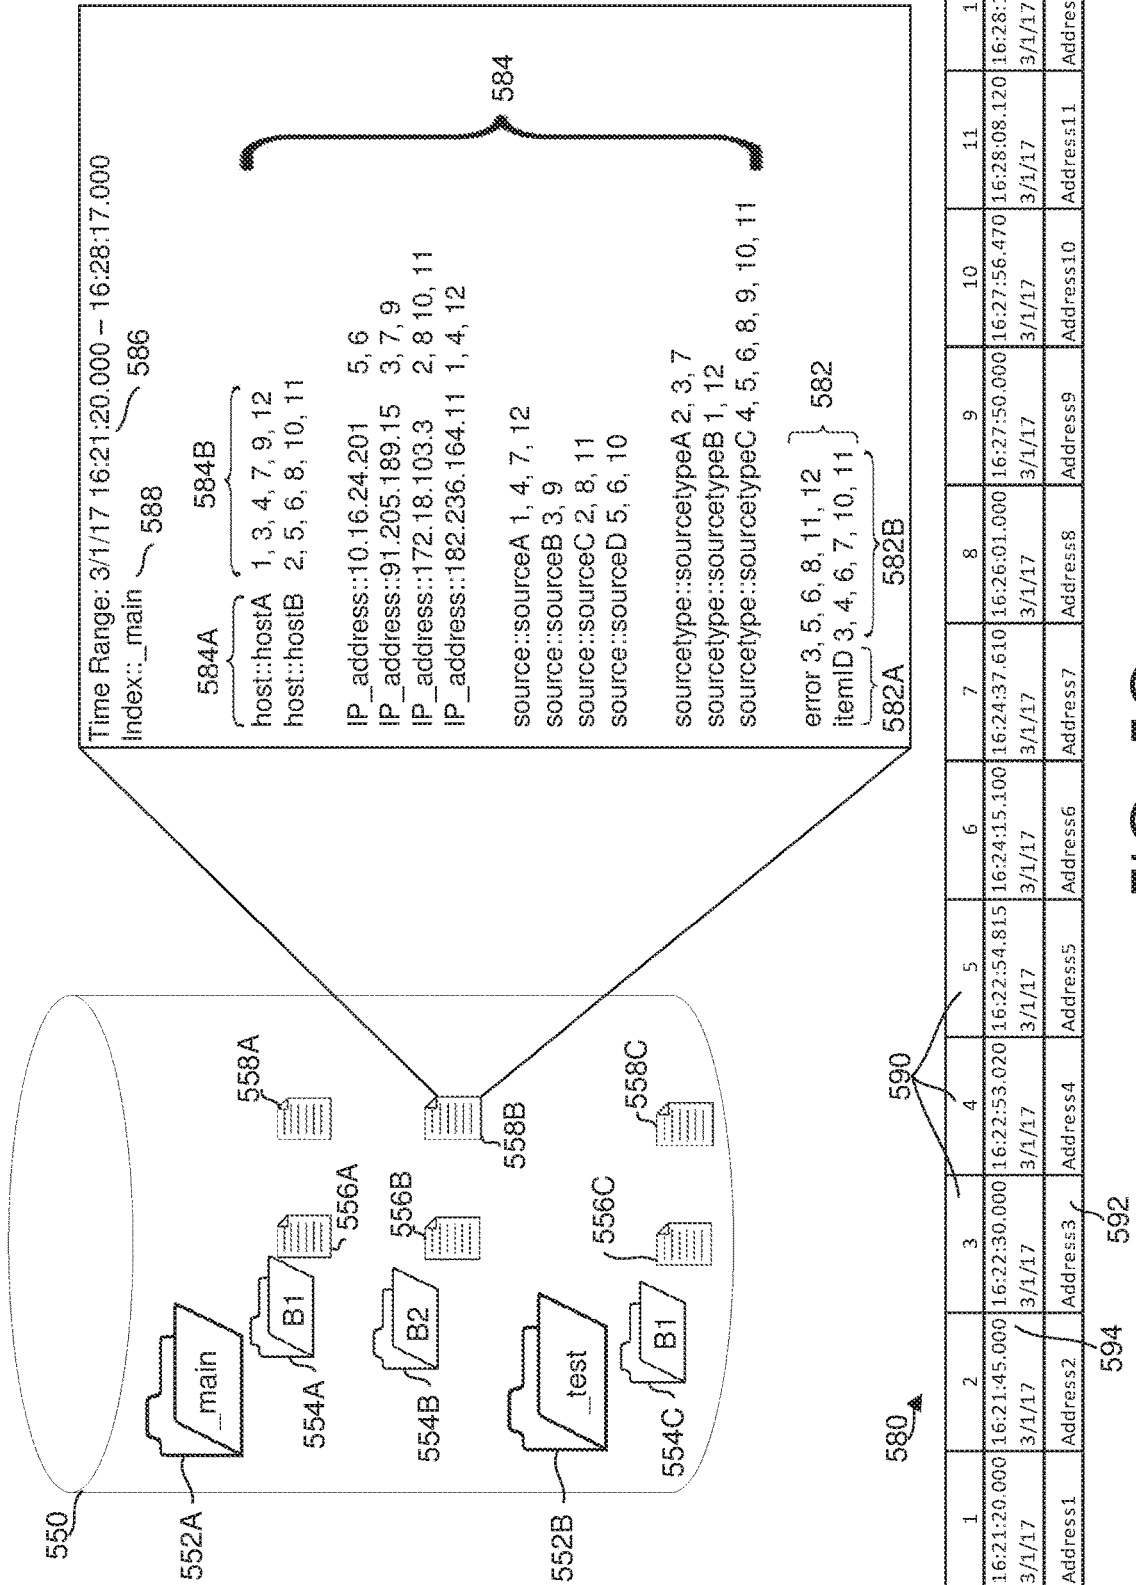 550
552A
_main
554A
B1
556A
558A
554B
B2
556B
558B
552B
_test
554C
B1
556C
558C
Time Range: 3/1/17 16:21:20.000 – 16:28:17.000
586
Index::_main
588
584A
584B
host::hostA 1, 3, 4, 7, 9, 12
host::hostB 2, 5, 6, 8, 10, 11
IP_address::10.16.24.201 5, 6
IP_address::91.205.189.15 3, 7, 9
IP_address::172.18.103.3 2, 8 10, 11
IP_address::182.236.164.11 1, 4, 12
584
source::sourceA 1, 4, 7, 12
source::sourceB 3, 9
source::sourceC 2, 8, 11
source::sourceD 5, 6, 10
sourcetype::sourcetypeA 2, 3, 7
sourcetype::sourcetypeB 1, 12
sourcetype::sourcetypeC 4, 5, 6, 8, 9, 10, 11
error 3, 5, 6, 8, 11, 12
itemID 3, 4, 6, 7, 10, 11
582
582A
582B
580
590
1 2 3 4 5 6 7 8 9 10 11
16:21:20.000 16:21:45.000 16:22:30.000 16:22:53.020 16:22:54.815 16:24:15.100 16:24:37.610 16:26:01.000 16:27:50.000 16:27:56.470 16:28:08.120
3/1/17 3/1/17 3/1/17 3/1/17 3/1/17 3/1/17 3/1/17 3/1/17 3/1/17 3/1/17 3/1/17 3/1/17
Address1 Address2 Address3 Address4 Address5 Address6 Address7 Address8 Address9 Address10 Address11
594
592